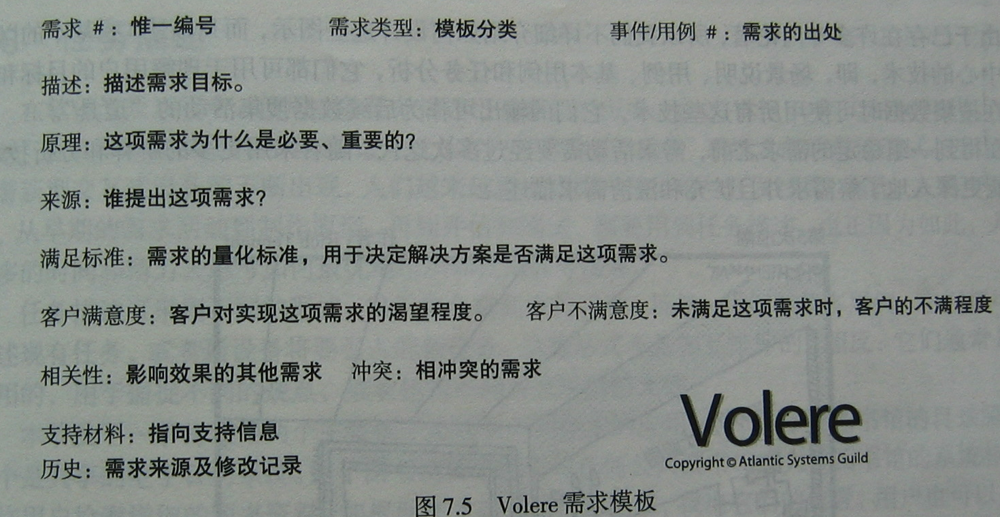 需求 #：惟一编号 需求类型：模板分类 事件/用例 #：需求的出处
描述：描述需求目标。
原理：这项需求为什么是必要、重要的?
来源：谁提出这项需求?
满足标准：需求的量化标准，用于决定解决方案是否满足这项需求。
客户满意度：客户对实现这项需求的渴望程度。 客户不满意度：未满足这项需求时，客户的不满程度
相关性：影响效果的其他需求 冲突：相冲突的需求
支持材料：指向支持信息
历史：需求来源及修改记录
Volere
Copyright © Atlantic Systems Guild
图 7.5 Volere 需求模板